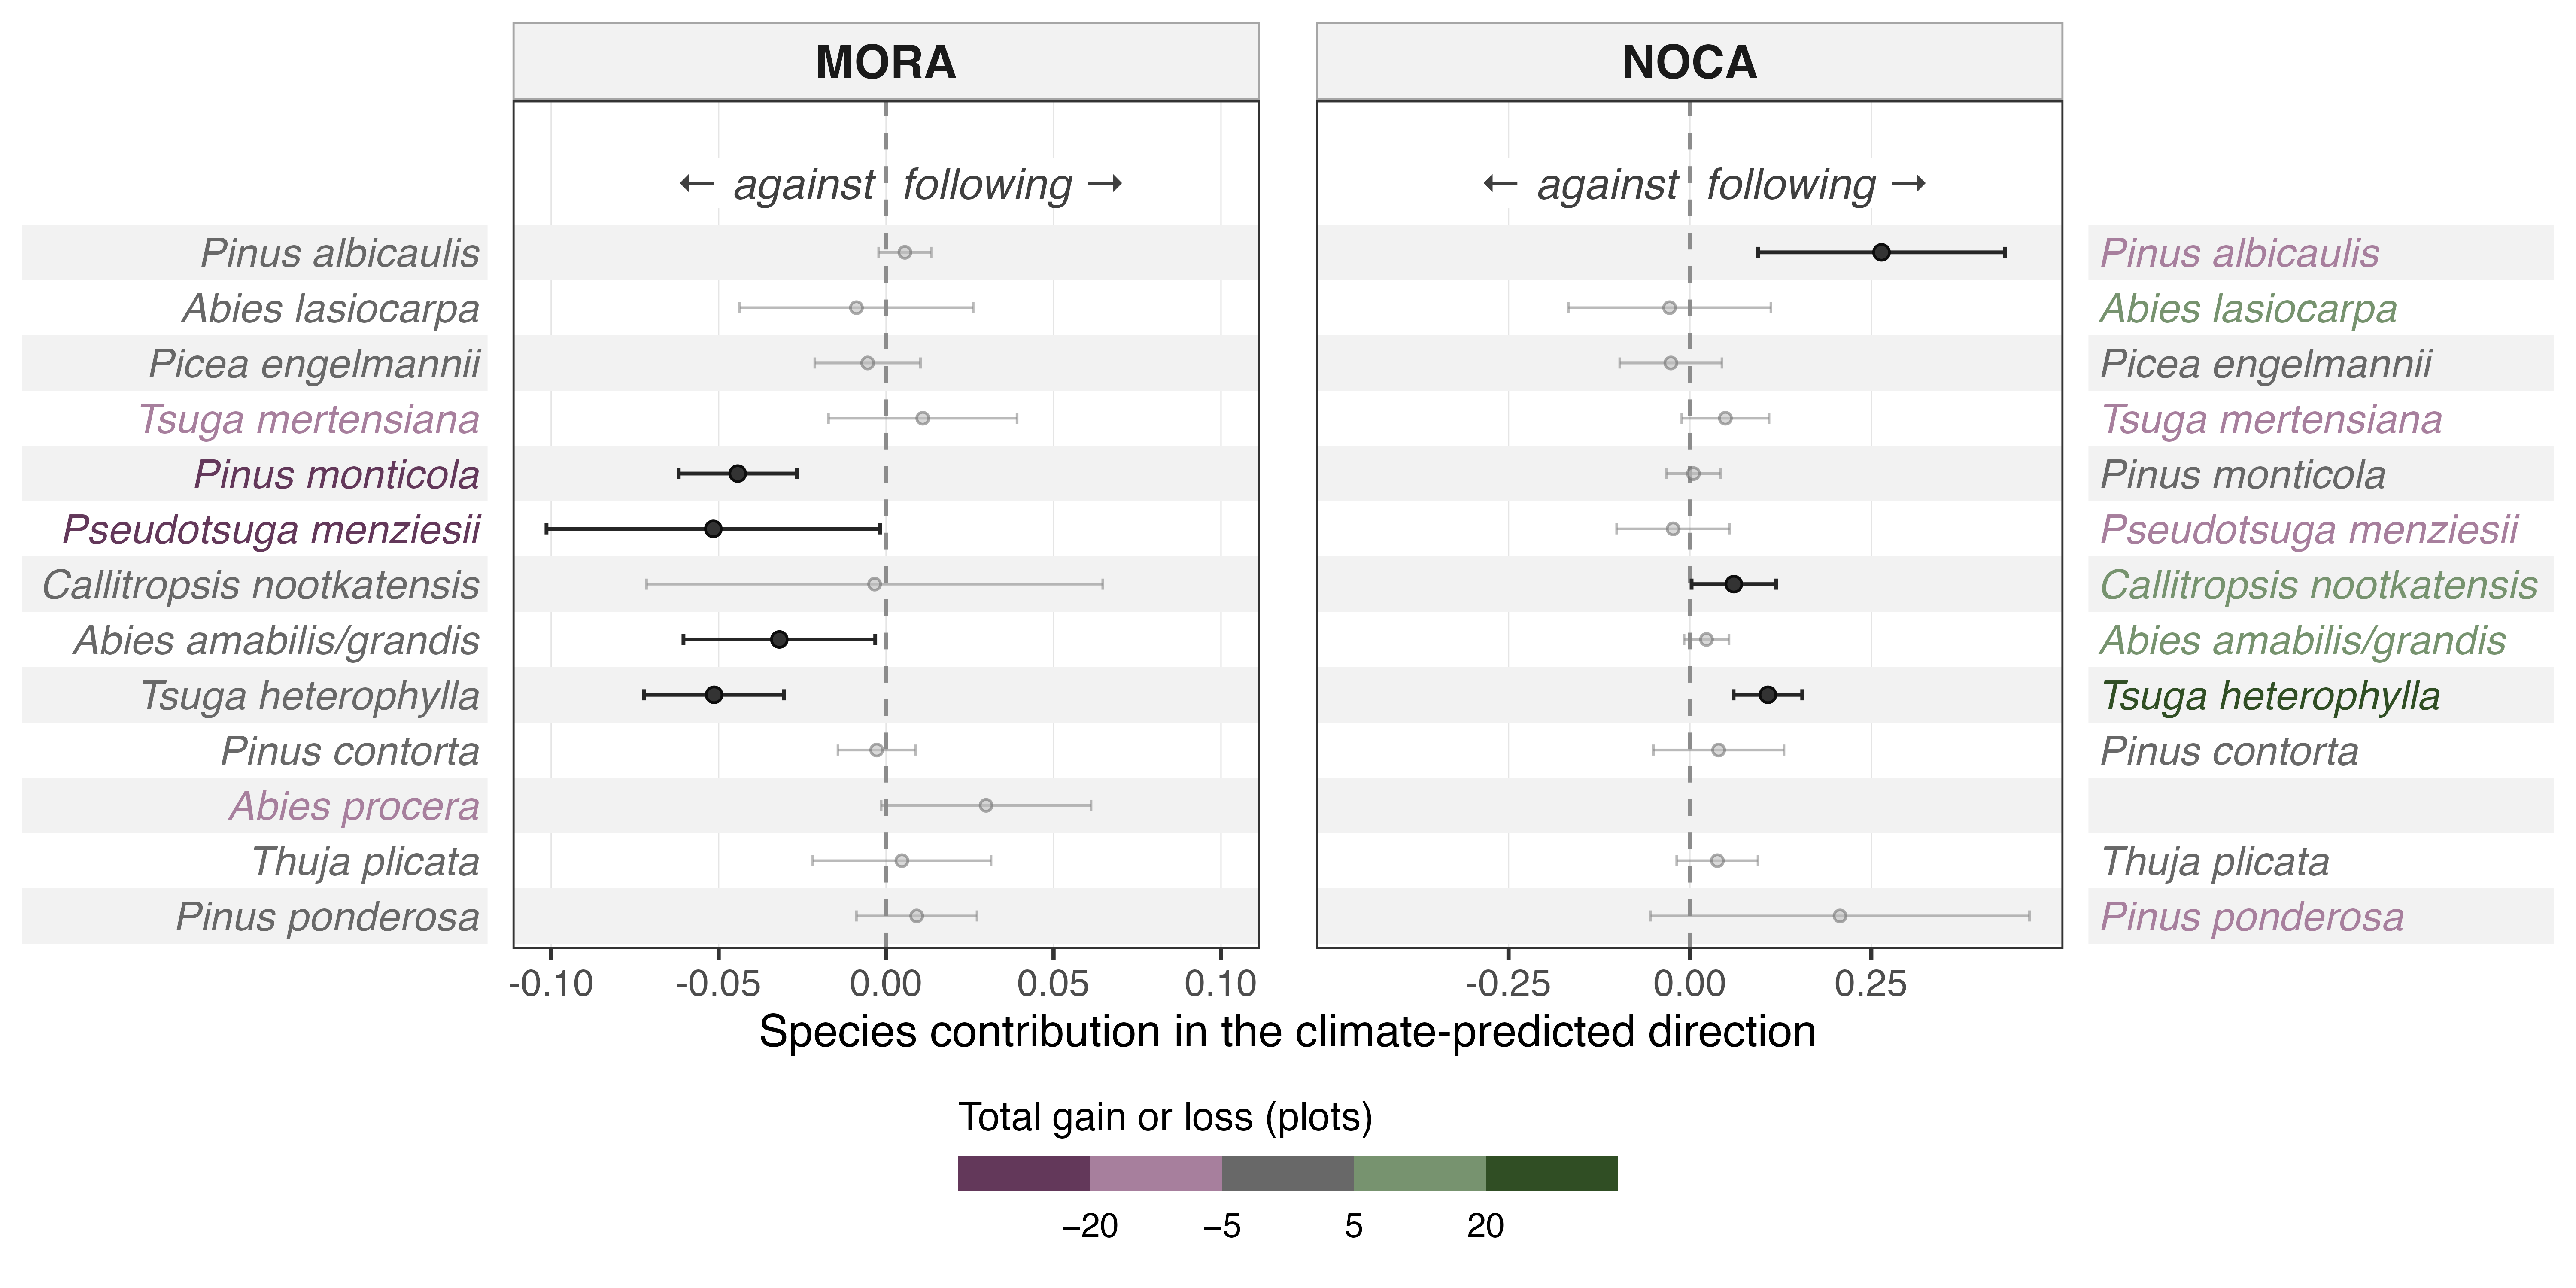 MORA
NOCA
← against following →
← against following →
Pinus albicaulis
Pinus albicaulis
Abies lasiocarpa
Abies lasiocarpa
Picea engelmannii
Picea engelmannii
Tsuga mertensiana
Tsuga mertensiana
Pinus monticola
Pinus monticola
Pseudotsuga menziesii
Pseudotsuga menziesii
Callitropsis nootkatensis
Callitropsis nootkatensis
Abies amabilis/grandis
Abies amabilis/grandis
Tsuga heterophylla
Tsuga heterophylla
Pinus contorta
Pinus contorta
Abies procera
Thuja plicata
Thuja plicata
Pinus ponderosa
Pinus ponderosa
-0.10 -0.05 0.00 0.05 0.10
-0.25 0.00 0.25
Species contribution in the climate-predicted direction
Total gain or loss (plots)
−20 −5 5 20